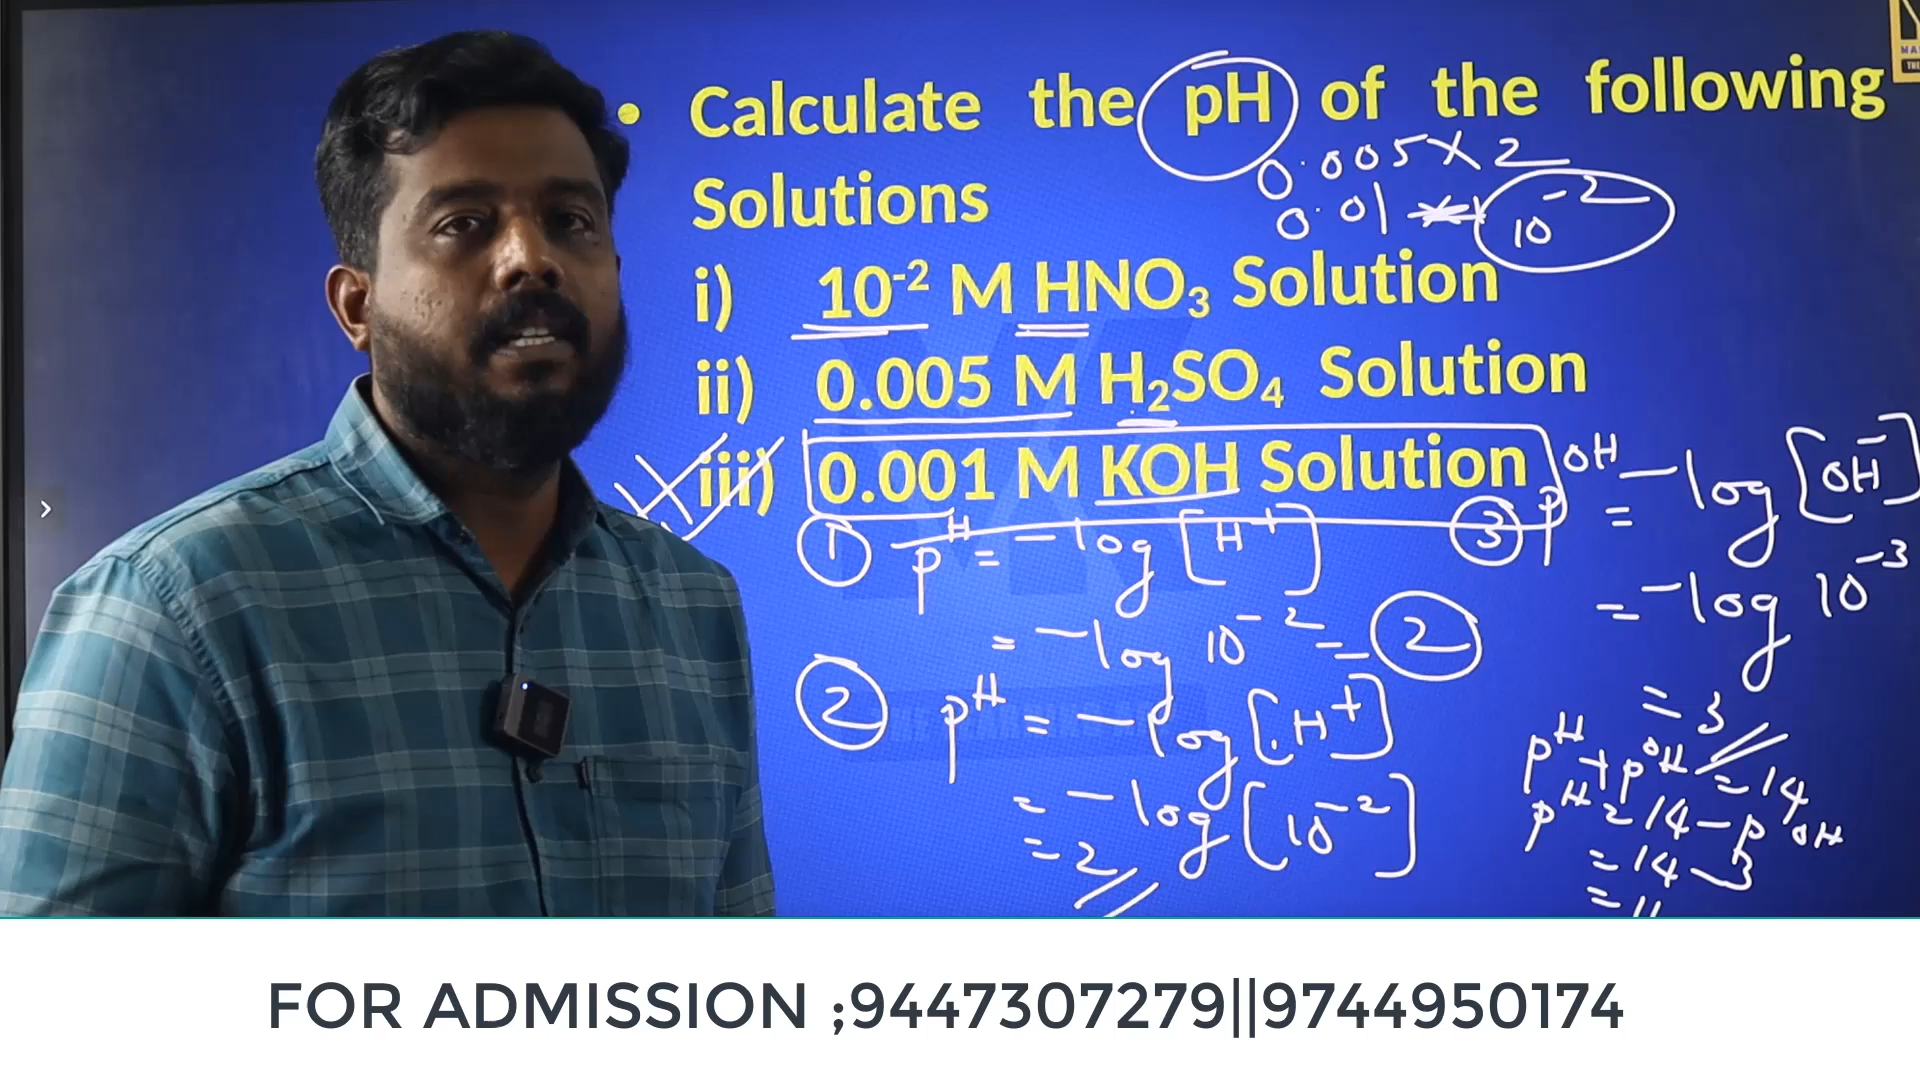 • Calculate the pH of the following
Solutions
0.005 X 2
0.01 10⁻²
i) 10⁻² M HNO₃ Solution
ii) 0.005 M H₂SO₄ Solution
iii) 0.001 M KOH Solution
① pH = -log [H⁺]
= -log 10⁻² = ②
② pH = -log [H⁺]
= -log [10⁻²]
= 2
③ pOH = -log [OH⁻]
= -log 10⁻³
= 3
pH + pOH = 14
pH = 14 - pOH
= 14 - 3
= 11
FOR ADMISSION ;9447307279||9744950174